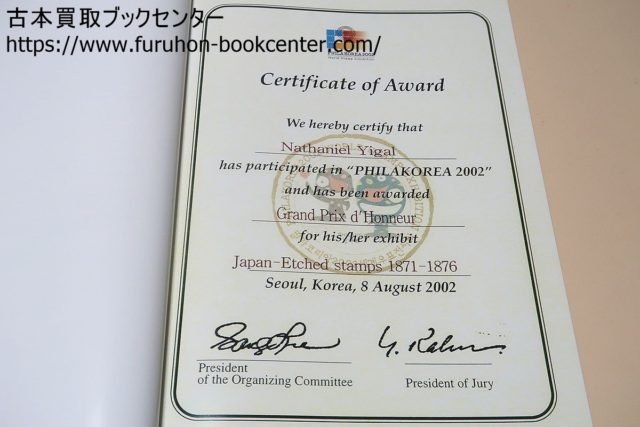 古本買取ブックセンター
https://www.furuhon-bookcenter.com/
PHILAKOREA 2002
Certificate of Award
We hereby certify that
Nathaniel Yigal
has participated in "PHILAKOREA 2002"
and has been awarded
Grand Prix d'Honneur
for his/her exhibit
Japan-Etched stamps 1871-1876
Seoul, Korea, 8 August 2002
President
of the Organizing Committee
President of Jury